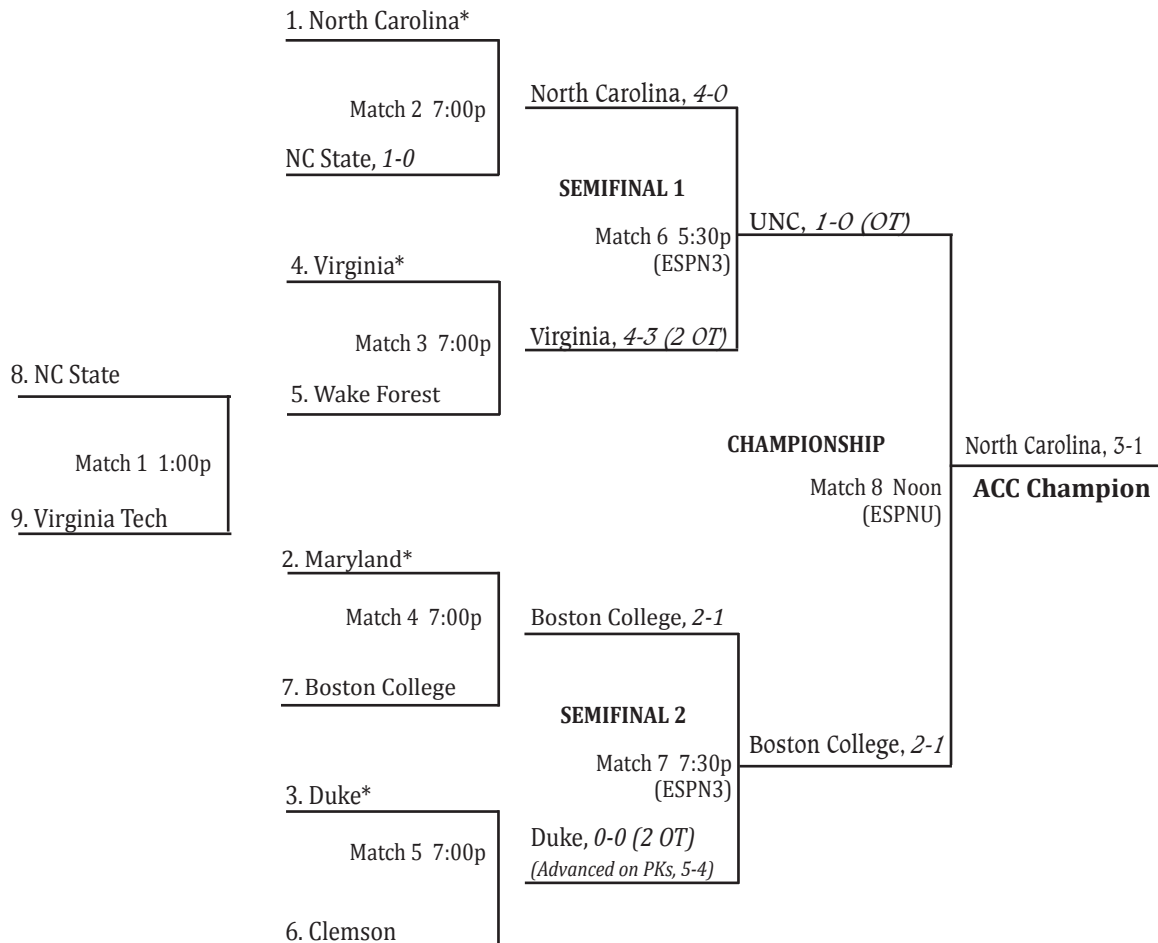 1. North Carolina*
Match 2 7:00p
NC State, 1-0
North Carolina, 4-0
SEMIFINAL 1
Match 6 5:30p
(ESPN3)
UNC, 1-0 (OT)
4. Virginia*
Match 3 7:00p
5. Wake Forest
Virginia, 4-3 (2 OT)
8. NC State
Match 1 1:00p
9. Virginia Tech
CHAMPIONSHIP
Match 8 Noon
(ESPNU)
North Carolina, 3-1
ACC Champion
2. Maryland*
Match 4 7:00p
7. Boston College
Boston College, 2-1
SEMIFINAL 2
Match 7 7:30p
(ESPN3)
Boston College, 2-1
3. Duke*
Match 5 7:00p
6. Clemson
Duke, 0-0 (2 OT)
(Advanced on PKs, 5-4)